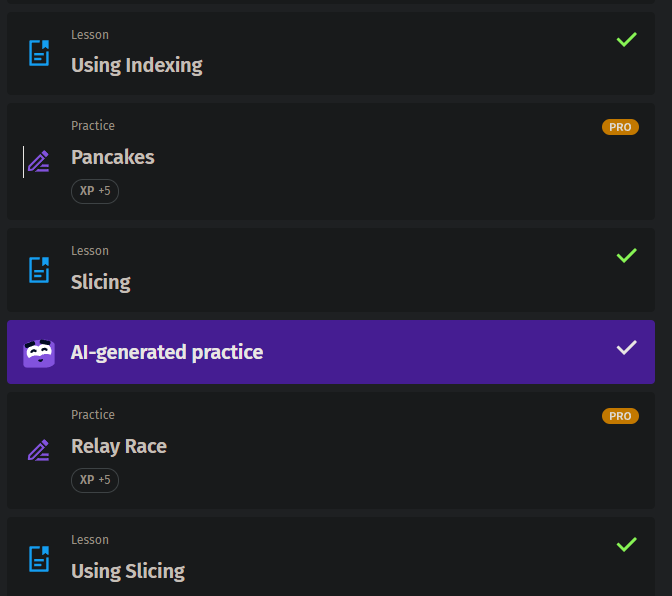 Lesson
Using Indexing
Practice
PRO
Pancakes
XP +5
Lesson
Slicing
AI-generated practice
Practice
PRO
Relay Race
XP +5
Lesson
Using Slicing